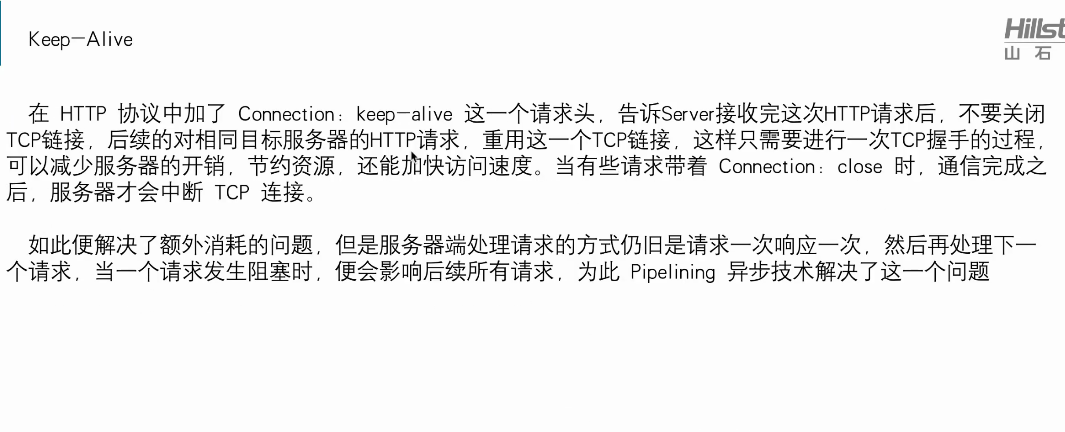 Keep-Alive
Hillst
山石
在 HTTP 协议中加了 Connection: keep-alive 这一个请求头，告诉Server接收完这次HTTP请求后，不要关闭
TCP链接，后续的对相同目标服务器的HTTP请求，重用这一个TCP链接，这样只需要进行一次TCP握手的过程，
可以减少服务器的开销，节约资源，还能加快访问速度。当有些请求带着 Connection: close 时，通信完成之
后，服务器才会中断 TCP 连接。
如此便解决了额外消耗的问题，但是服务器端处理请求的方式仍旧是请求一次响应一次，然后再处理下一
个请求，当一个请求发生阻塞时，便会影响后续所有请求，为此 Pipelining 异步技术解决了这一个问题